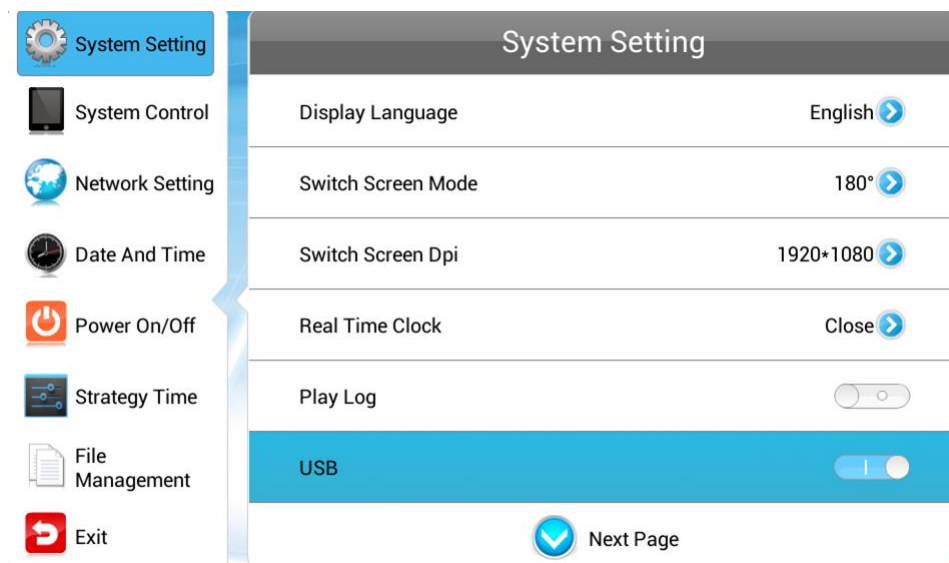 System Setting
System Control
Network Setting
Date And Time
Power On/Off
Strategy Time
File
Management
Exit
System Setting
Display Language English
Switch Screen Mode 180°
Switch Screen Dpi 1920*1080
Real Time Clock Close
Play Log
USB
Next Page